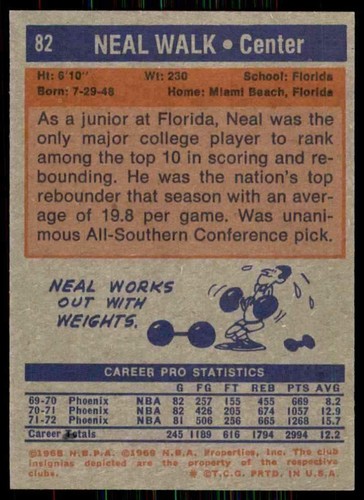 82 NEAL WALK • Center
Ht: 6'10" Wt: 230 School: Florida
Born: 7-29-48 Home: Miami Beach, Florida
As a junior at Florida, Neal was the
only major college player to rank
among the top 10 in scoring and re-
bounding. He was the nation's top
rebounder that season with an aver-
age of 19.8 per game. Was unani-
mous All-Southern Conference pick.
NEAL WORKS
OUT WITH
WEIGHTS.
CAREER PRO STATISTICS
G FG FT REB PTS AVG
69-70 Phoenix NBA 82 257 155 455 669 8.2
70-71 Phoenix NBA 82 426 205 674 1057 12.9
71-72 Phoenix NBA 81 506 256 665 1268 15.7
Career Totals 245 1189 616 1794 2994 12.2
©1968 N.B.P.A. ©1969 N.B.A. Properties, Inc. The club
insignias depicted are the property of the respective clubs.
© T.C.G. PRTD. IN U.S.A.